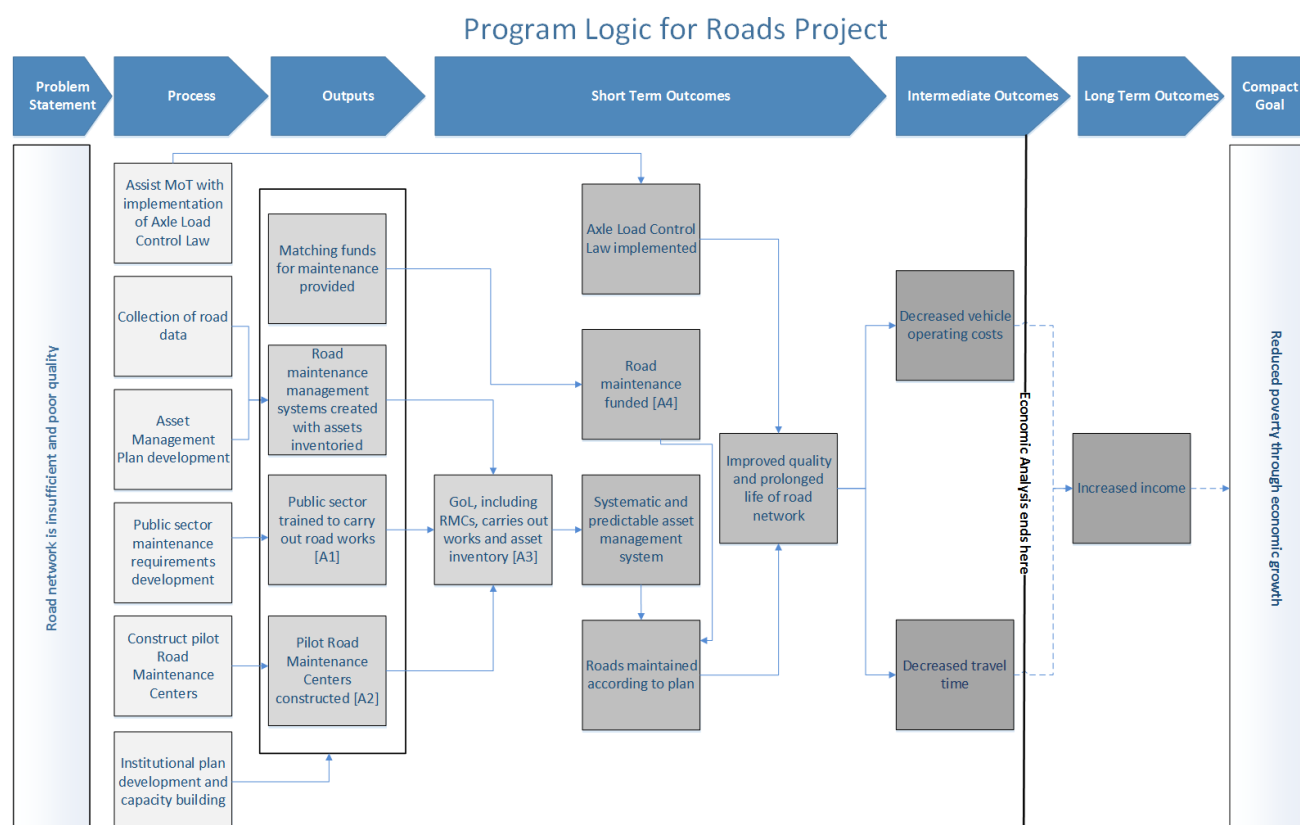 Program Logic for Roads Project
Problem
Statement
Process
Outputs
Short Term Outcomes
Intermediate Outcomes
Long Term Outcomes
Compact
Goal
Road network is insufficient and poor quality
Assist MoT with
implementation
of Axle Load
Control Law
Collection of road
data
Asset
Management
Plan development
Public sector
maintenance
requirements
development
Construct pilot
Road
Maintenance
Centers
Institutional plan
development and
capacity building
Matching funds
for maintenance
provided
Road
maintenance
management
systems created
with assets
inventoried
Public sector
trained to carry
out road works
[A1]
Pilot Road
Maintenance
Centers
constructed [A2]
GoL, including
RMCs, carries out
works and asset
inventory [A3]
Axle Load Control
Law implemented
Road
maintenance
funded [A4]
Systematic and
predictable asset
management
system
Roads maintained
according to plan
Improved quality
and prolonged
life of road
network
Decreased vehicle
operating costs
Decreased travel
time
Economic Analysis ends here
Increased income
Reduced poverty through economic growth